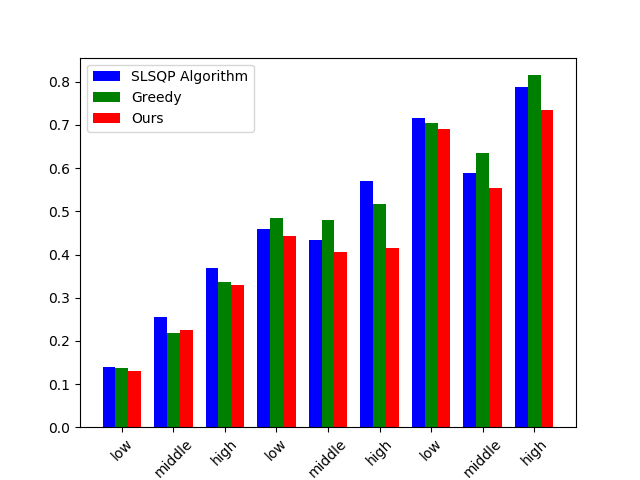 SLSQP Algorithm
Greedy
Ours
0.8
0.7
0.6
0.5
0.4
0.3
0.2
0.1
0.0
low
middle
high
low
middle
high
low
middle
high